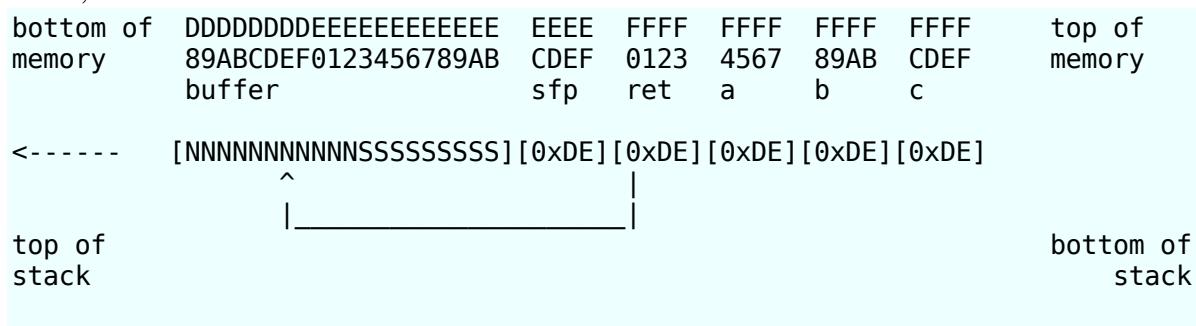 bottom of  DDDDDDDDEEEEEEEEEEEE  EEEE  FFFF  FFFF  FFFF  FFFF     top of
memory     89ABCDEF0123456789AB  CDEF  0123  4567  89AB  CDEF     memory
           buffer                sfp   ret   a     b     c

<------   [NNNNNNNNNNNSSSSSSSSS][0xDE][0xDE][0xDE][0xDE][0xDE]
                 ^                     |
                 |_____________________|
top of                                                            bottom of
stack                                                                 stack